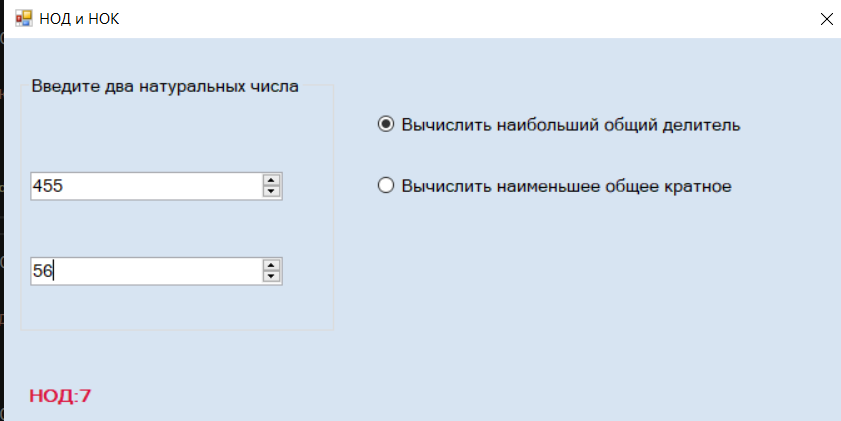 НОД и НОК
Введите два натуральных числа
455
56
Вычислить наибольший общий делитель
Вычислить наименьшее общее кратное
НОД:7